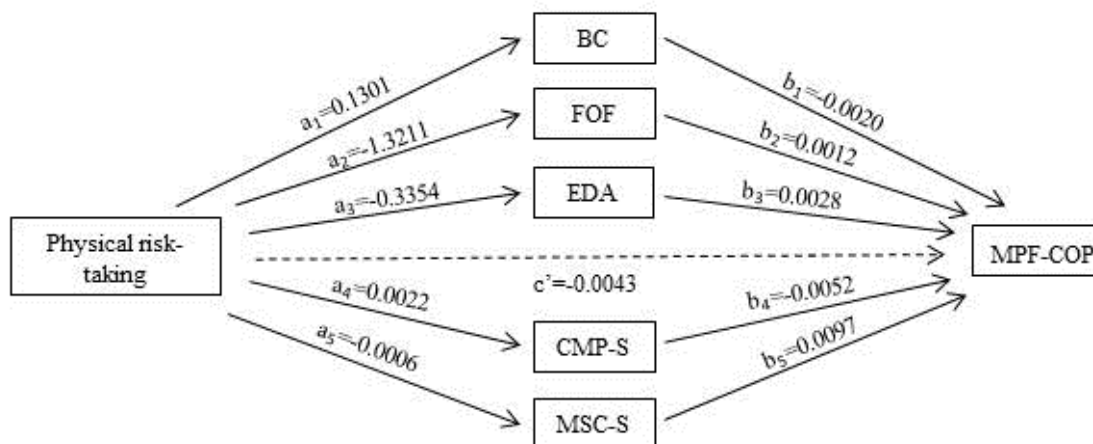 BC
a₁=0.1301
b₁=-0.0020
FOF
a₂=-1.3211
b₂=0.0012
EDA
a₃=-0.3354
b₃=0.0028
Physical risk-
taking
MPF-COP
c’=-0.0043
a₄=0.0022
b₄=-0.0052
CMP-S
a₅=-0.0006
b₅=0.0097
MSC-S